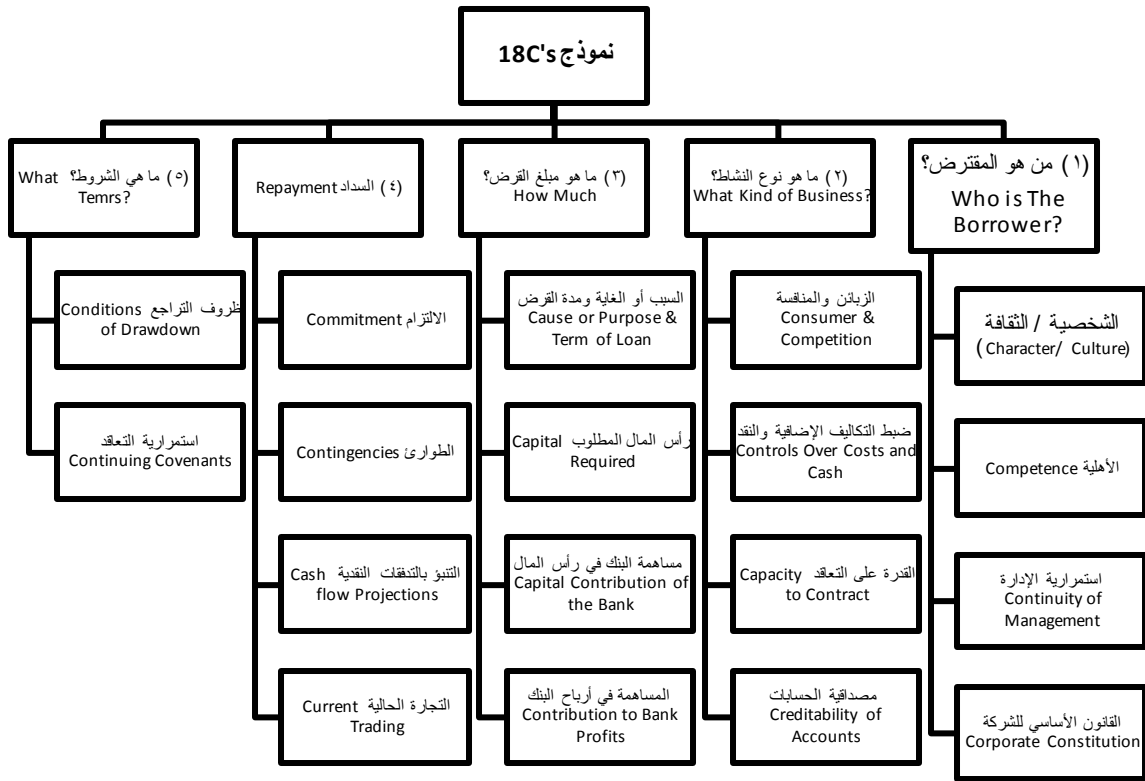 نموذج 18C's
(١) من هو المقترض؟
Who is The
Borrower?
الشخصية / الثقافة
(Character/ Culture)
الأهلية Competence
استمرارية الإدارة
Continuity of
Management
القانون الأساسي للشركة
Corporate Constitution
(٢) ما هو نوع النشاط؟
What Kind of Business?
الزبائن والمنافسة
Consumer &
Competition
ضبط التكاليف الإضافية والنقد
Controls Over Costs and
Cash
القدرة على التعاقد Capacity
to Contract
مصداقية الحسابات
Creditability of
Accounts
(٣) ما هو مبلغ القرض؟
How Much
السبب أو الغاية ومدة القرض
Cause or Purpose &
Term of Loan
رأس المال المطلوب Capital
Required
مساهمة البنك في رأس المال
Capital Contribution of
the Bank
المساهمة في أرباح البنك
Contribution to Bank
Profits
(٤) السداد Repayment
الالتزام Commitment
الطوارئ Contingencies
التنبؤ بالتدفقات النقدية Cash
flow Projections
التجارة الحالية Current
Trading
(٥) ما هي الشروط؟ What
Temrs?
ظروف التراجع Conditions
of Drawdown
استمرارية التعاقد
Continuing Covenants